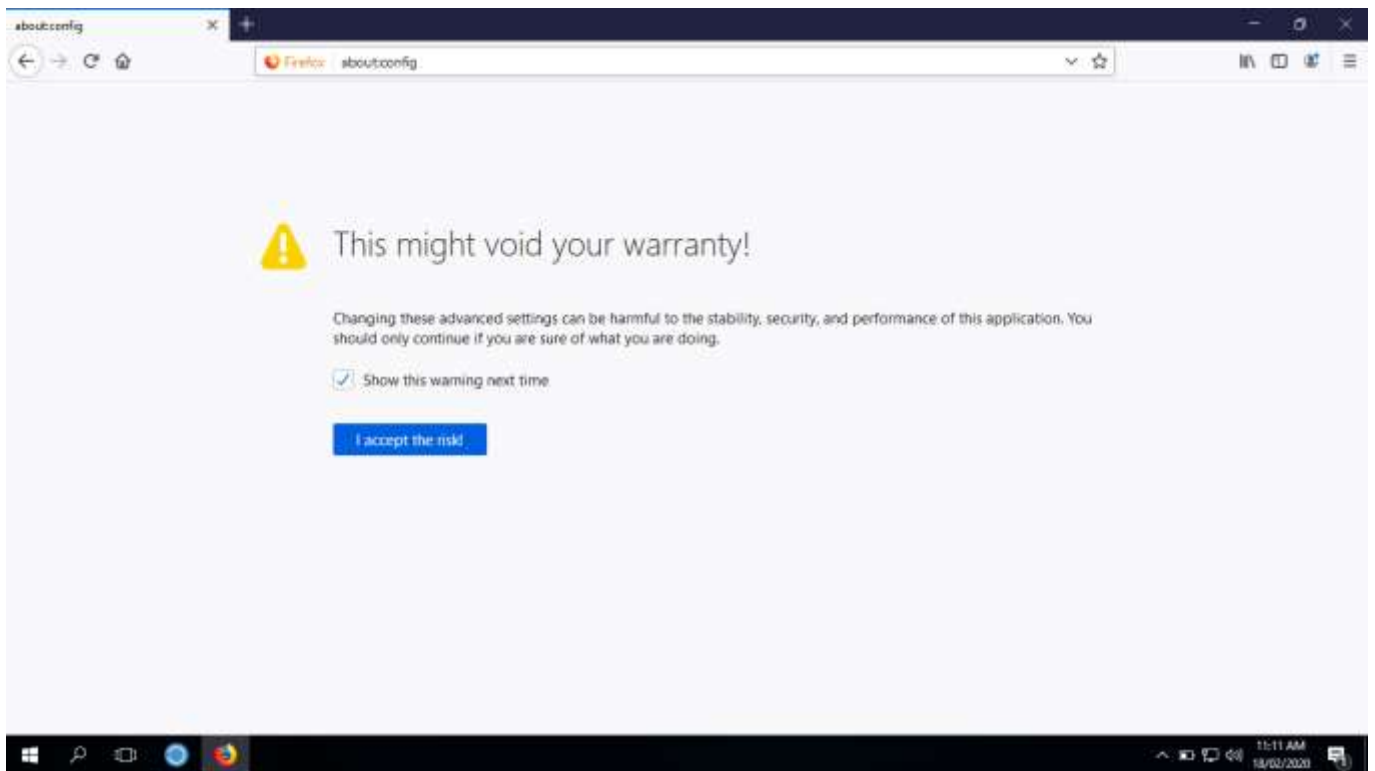 about:config
Firefox about:config
This might void your warranty!
Changing these advanced settings can be harmful to the stability, security, and performance of this application. You
should only continue if you are sure of what you are doing.
Show this warning next time
I accept the risk!
11:11 AM
18/02/2020